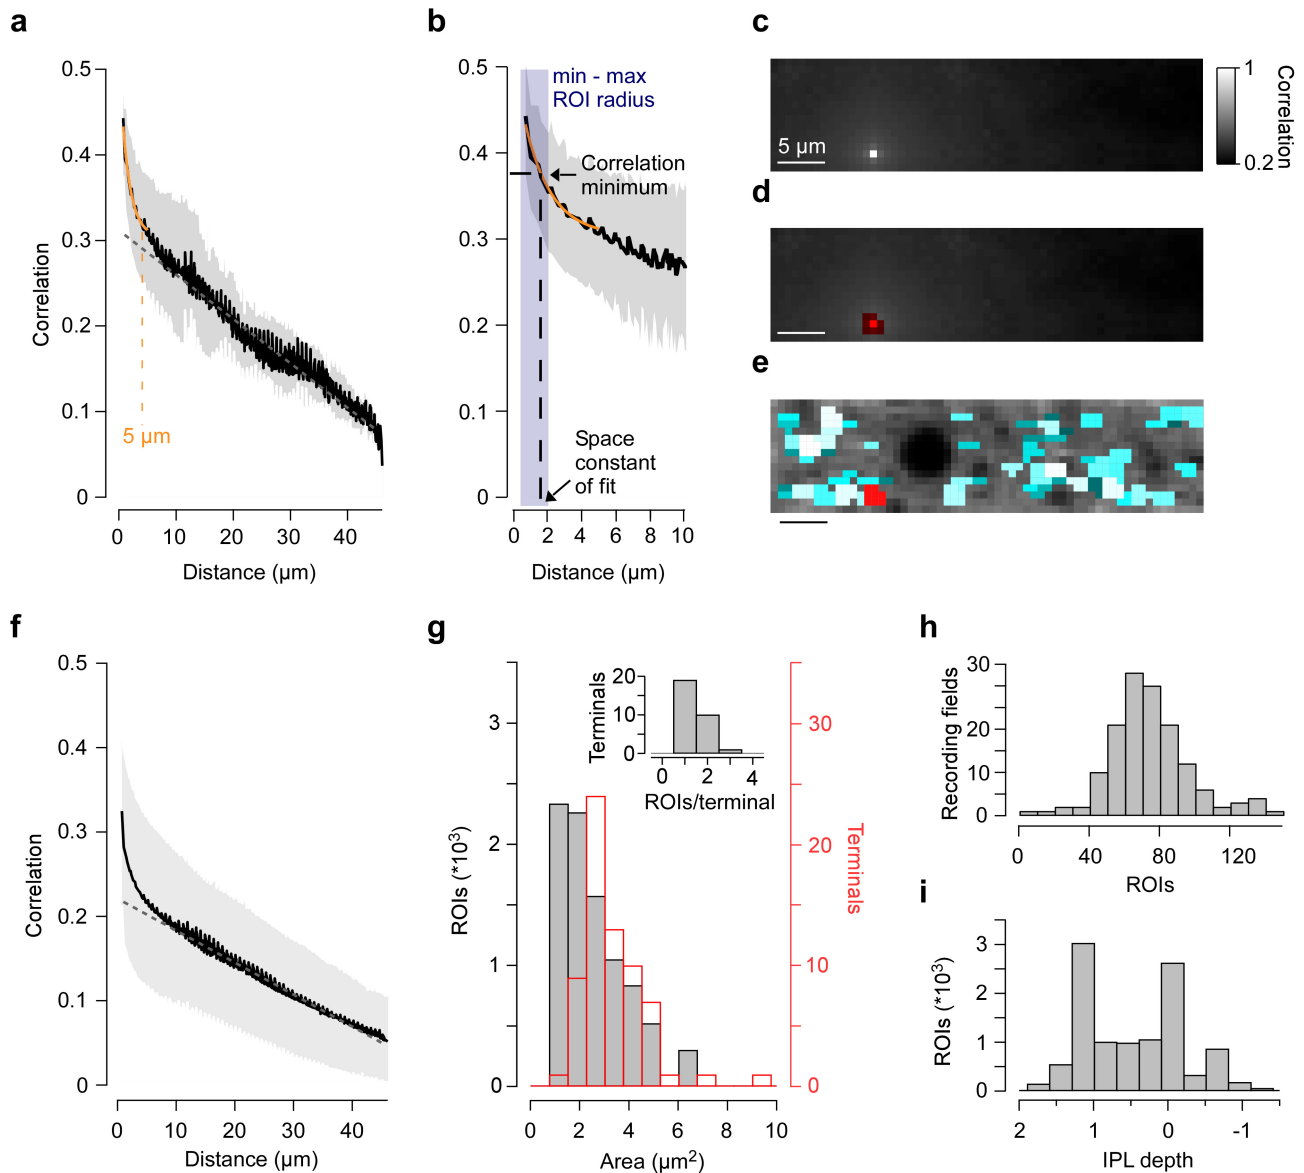 a
0.5
0.4
0.3
0.2
0.1
0
Correlation
5 µm
0 10 20 30 40
Distance (µm)
b
0.5
0.4
0.3
0.2
0.1
0
min - max
ROI radius
Correlation
minimum
Space
constant
of fit
0 2 4 6 8 10
Distance (µm)
c
5 µm
1
0.2
Correlation
d
e
f
0.5
0.4
0.3
0.2
0.1
0
Correlation
0 10 20 30 40
Distance (µm)
g
3
2
1
0
ROIs (*10³)
20
10
0
Terminals
0 2 4
ROIs/terminal
30
20
10
0
Terminals
0 2 4 6 8 10
Area (µm²)
h
30
20
10
0
Recording fields
0 40 80 120
ROIs
i
3
2
1
0
ROIs (*10³)
2 1 0 -1
IPL depth